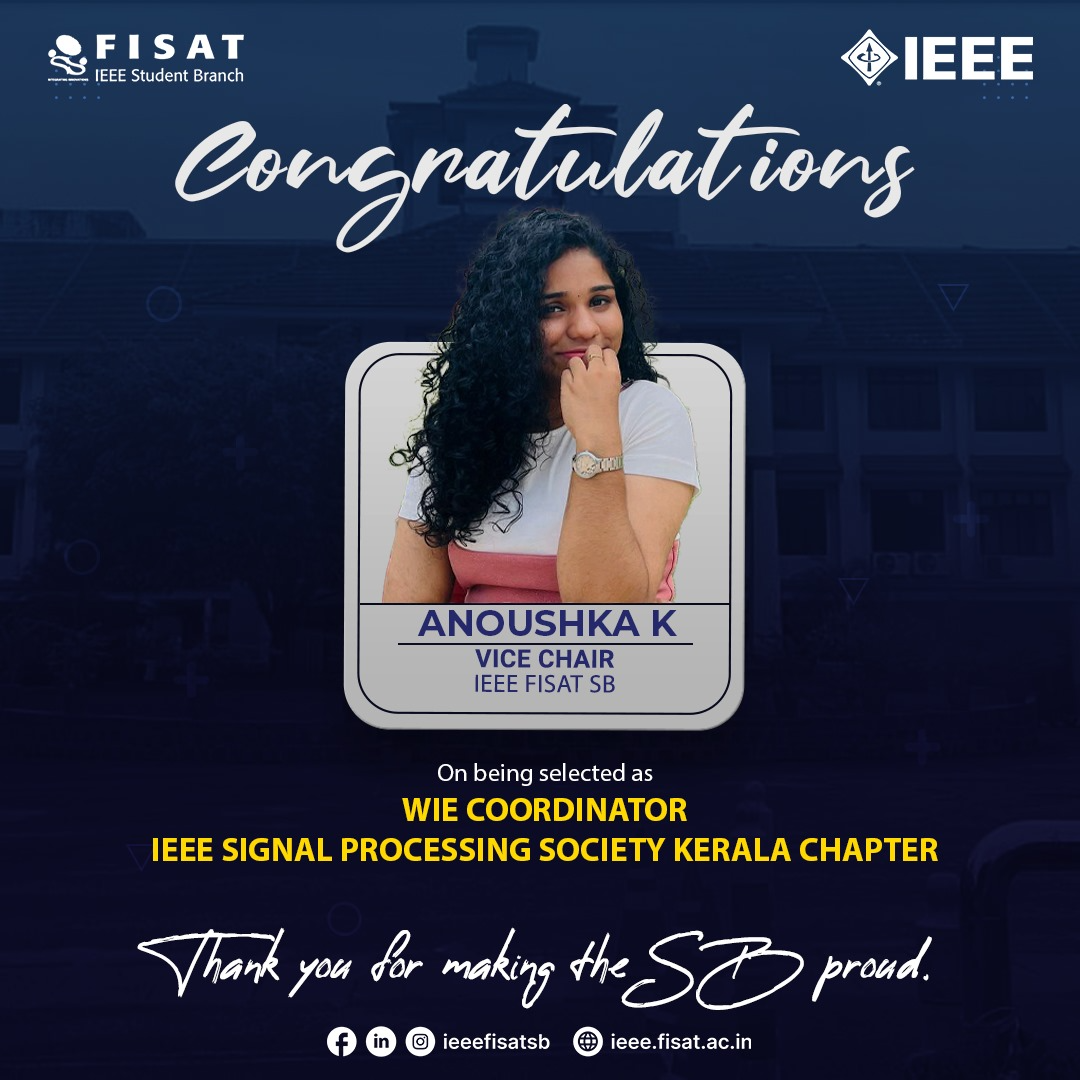 FISAT
IEEE Student Branch
IEEE
Congratulations
ANOUSHKA K
VICE CHAIR
IEEE FISAT SB
On being selected as
WIE COORDINATOR
IEEE SIGNAL PROCESSING SOCIETY KERALA CHAPTER
Thank you for making the SB proud.
ieeefisatsb ieee.fisat.ac.in